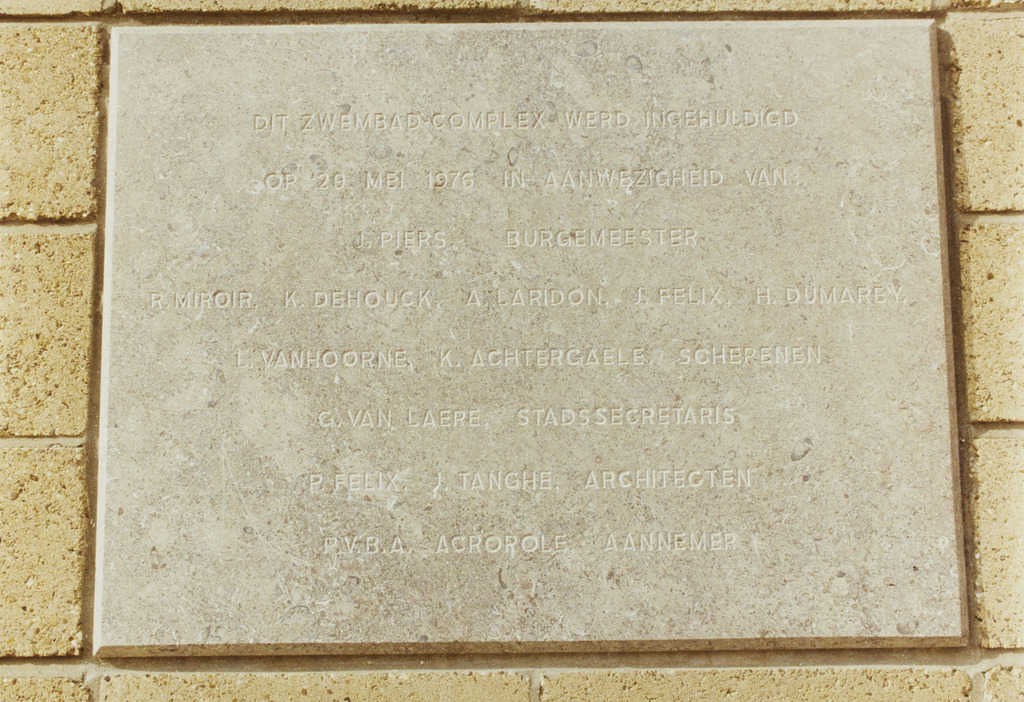 DIT ZWEMBAD-COMPLEX WERD INGEHULDIGD
OP 29 MEI 1976 IN AANWEZIGHEID VAN:
J. PIERS, BURGEMEESTER
R. MIROIR, K. DEHOUCK, A. LARIDON, J. FELIX, H. DUMAREY,
L. VANHOORNE, K. ACHTERGAELE, SCHEPENEN
G. VAN LAERE, STADSSECRETARIS
P. FELIX, J. TANGHE, ARCHITECTEN
P.V.B.A. ACROPOLE, AANNEMER